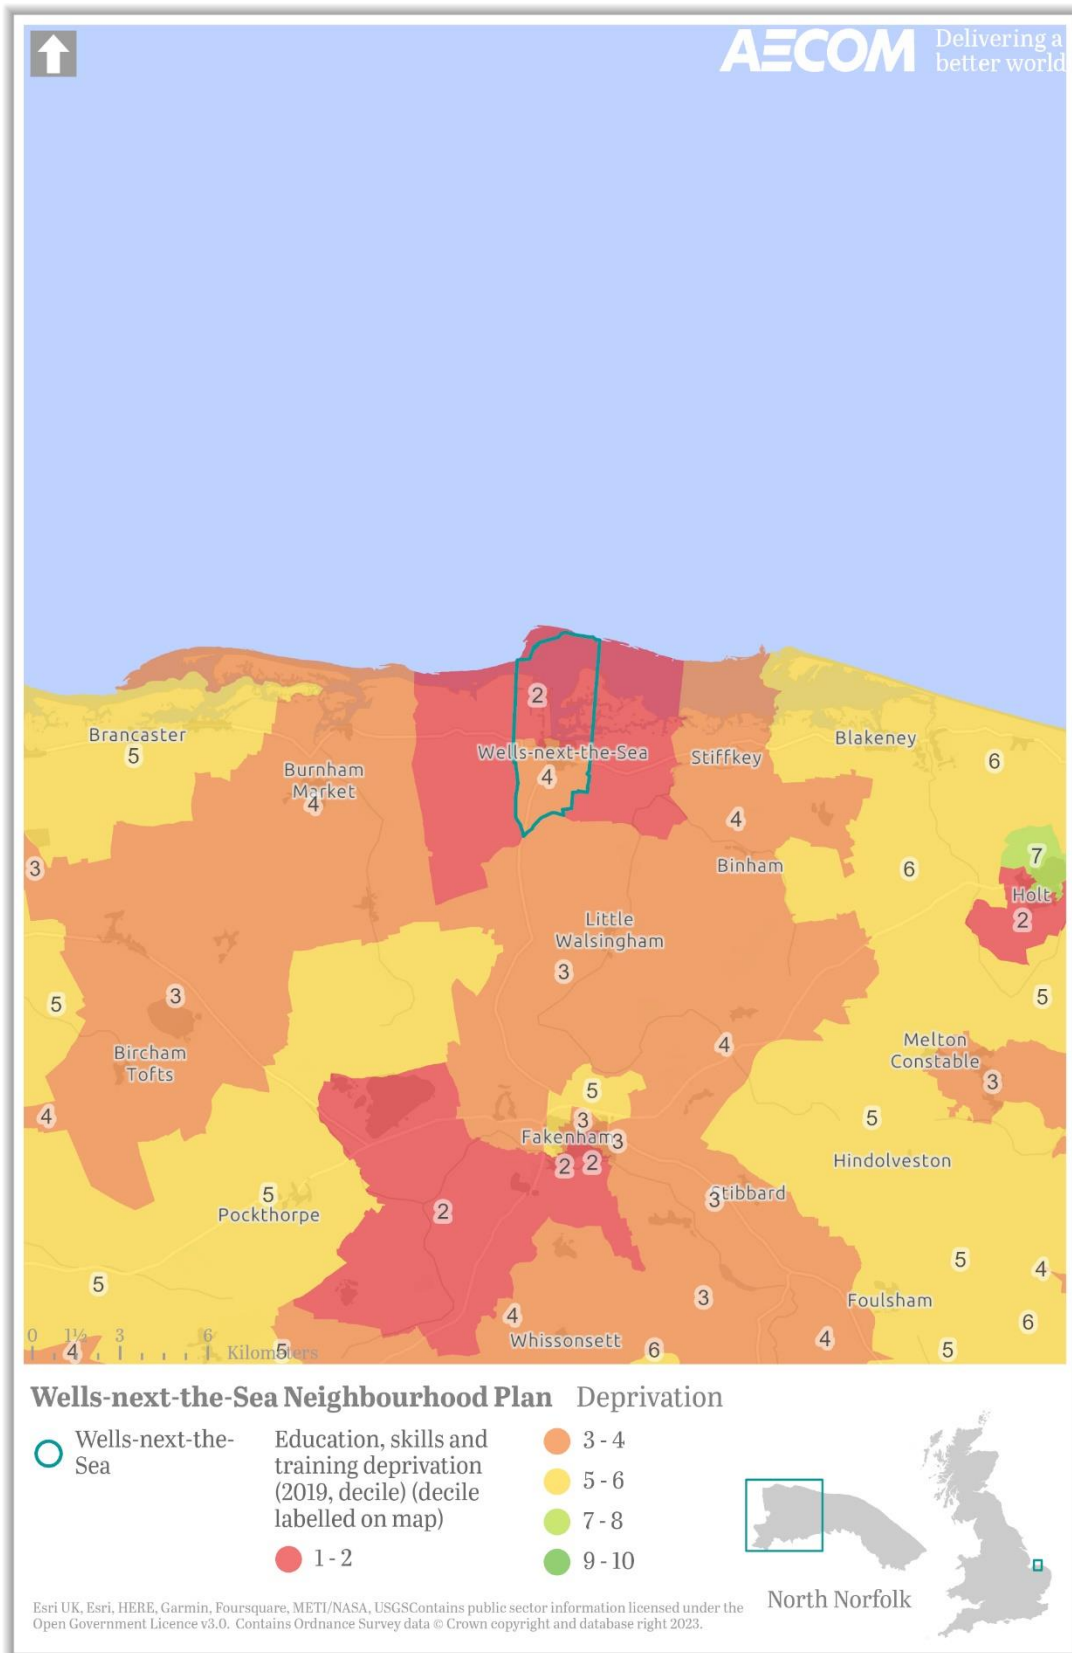 AECOM
Delivering a
better world
2
Brancaster
5
Wells-next-the-Sea
Stiffkey
Blakeney
6
Burnham
Market
4
4
4
3
Binham
6
7
Holt
2
Little
Walsingham
3
5
3
5
Bircham
Tofts
4
Melton
Constable
3
4
5
3
Fakenham
3
5
Hindolveston
2
2
5
Pockthorpe
2
3
Stibbard
5
3
5
4
Foulsham
4
Whissonsett
4
6
6
5
0 1½ 3 6 Kilometers
4
5
Wells-next-the-Sea Neighbourhood Plan Deprivation
Wells-next-the-
Sea
Education, skills and
training deprivation
(2019, decile) (decile
labelled on map)
1 - 2
3 - 4
5 - 6
7 - 8
9 - 10
North Norfolk
Esri UK, Esri, HERE, Garmin, Foursquare, METI/NASA, USGSContains public sector information licensed under the
Open Government Licence v3.0. Contains Ordnance Survey data © Crown copyright and database right 2023.